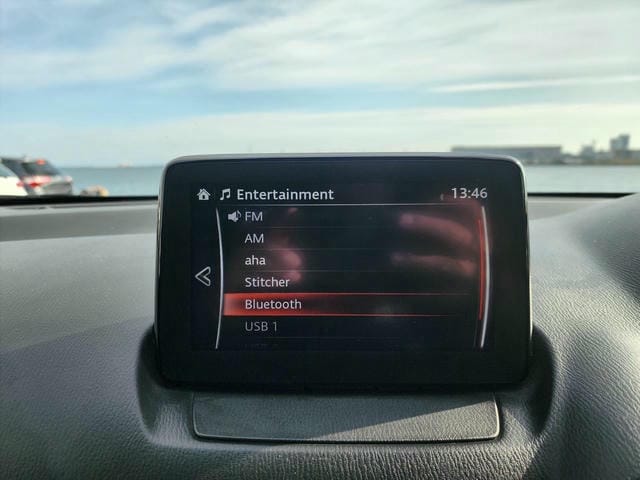 Entertainment 13:46
FM
AM
aha
Stitcher
Bluetooth
USB 1